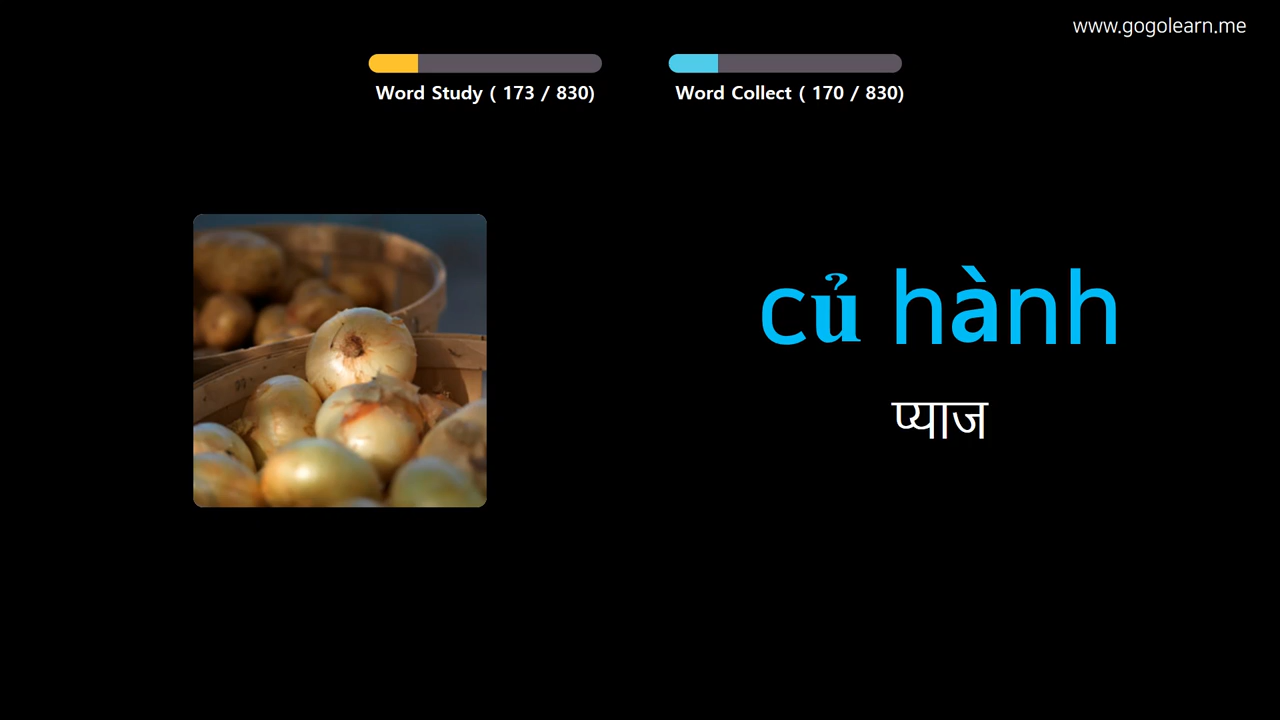 www.gogolearn.me
Word Study ( 173 / 830)
Word Collect ( 170 / 830)
củ hành
प्याज